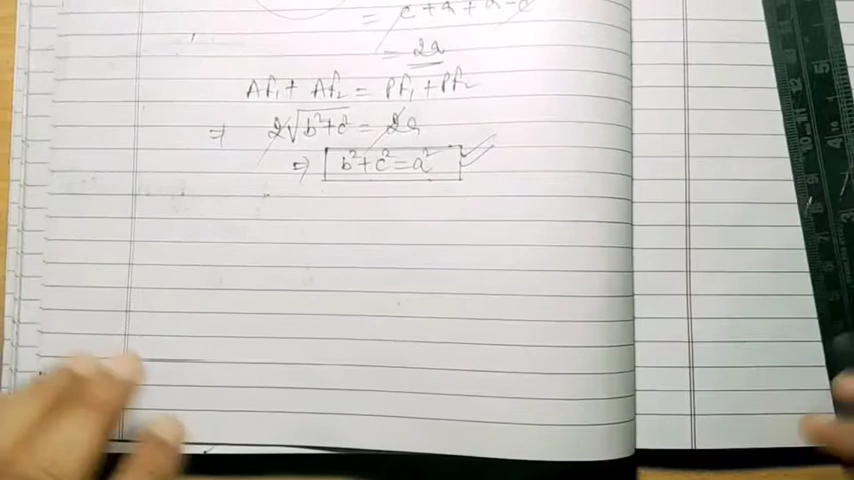 = c + a + a - c
= 2a
AF₁ + AF₂ = PF₁ + PF₂
⇒ 2√b²+c² = 2a
⇒ b²+c² = a²